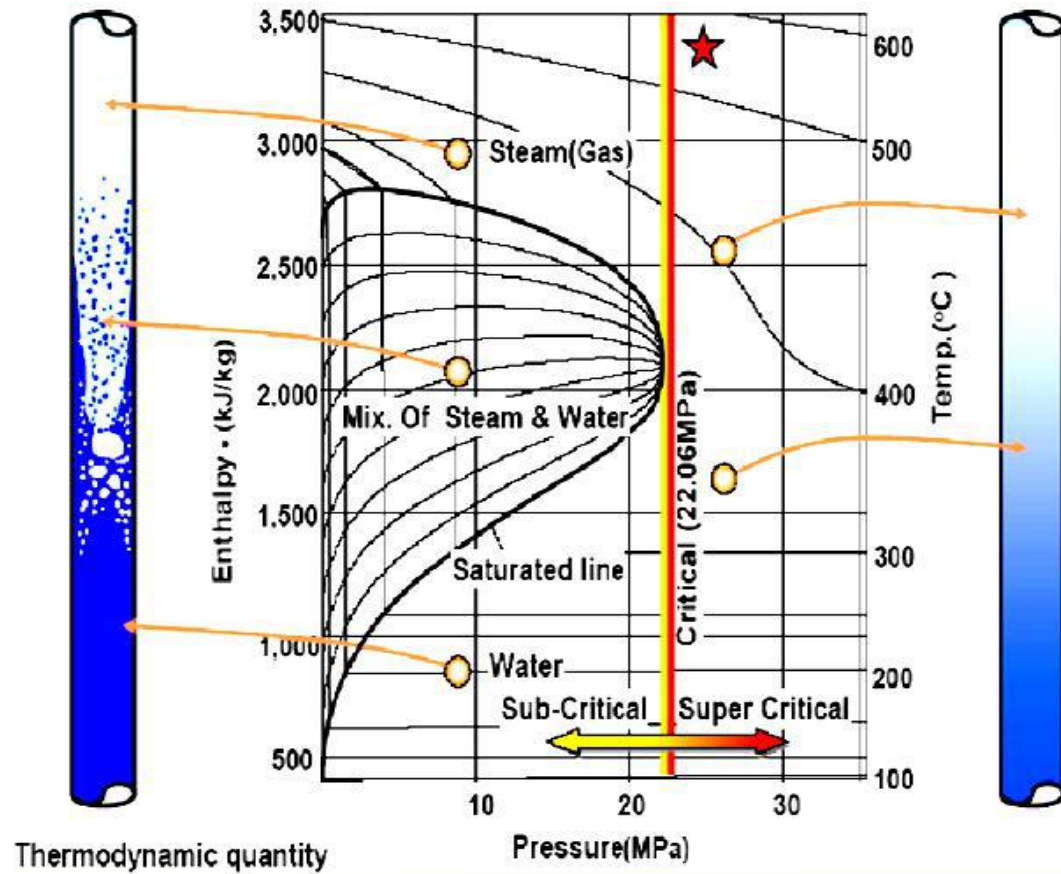 3,500
3.000
2,500
2.000
1.500
1,000
500
Enthalpy・(kJ/kg)
Steam(Gas)
Mix. Of Steam & Water
Saturated line
Water
Critical (22.06MPa)
Sub-Critical
Super Critical
600
500
400
300
200
100
Temp.(°C)
10
20
30
Pressure(MPa)
Thermodynamic quantity